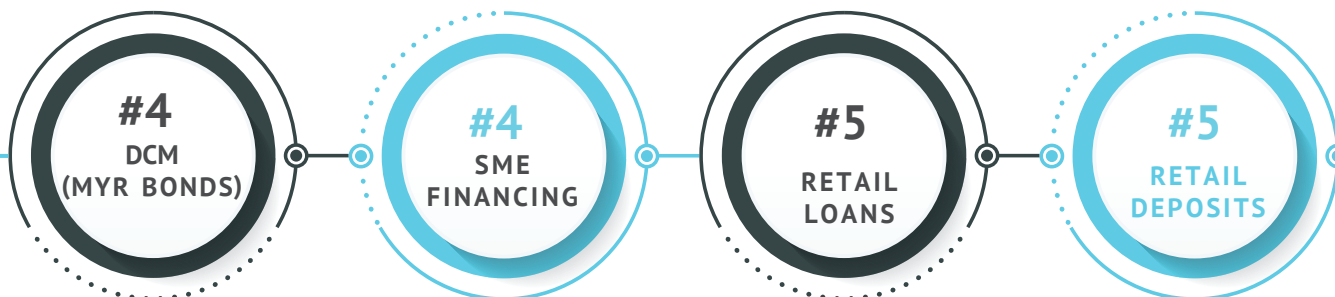 #4
DCM
(MYR BONDS)
#4
SME
FINANCING
#5
RETAIL
LOANS
#5
RETAIL
DEPOSITS